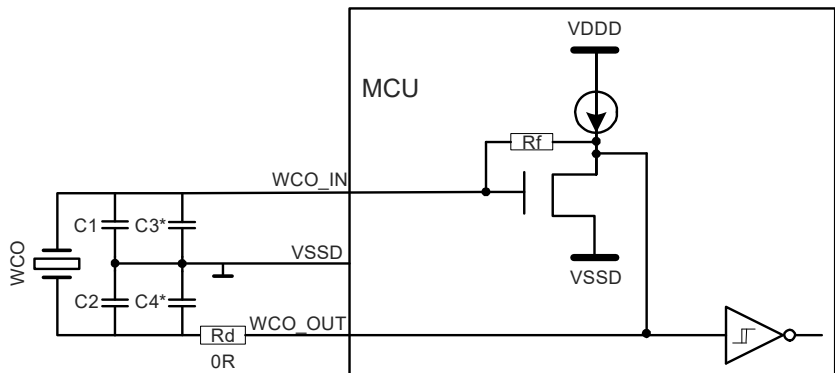 VDDD
MCU
Rf
WCO_IN
C1
C3*
WCO
VSSD
VSSD
C2
C4*
WCO_OUT
Rd
0R